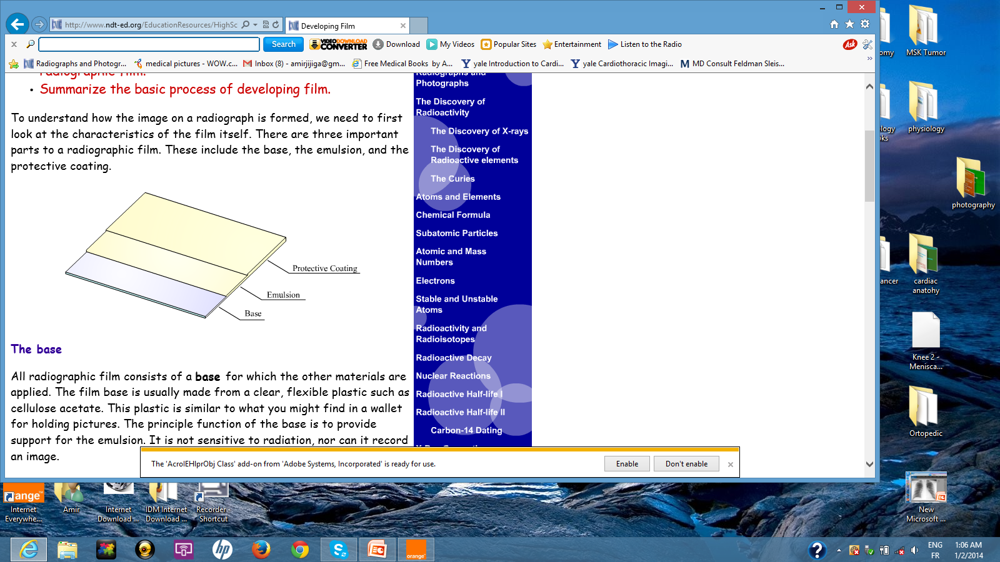 http://www.ndt-ed.org/EducationResources/HighSc
Developing Film
Search
VIDEO DOWNLOAD CONVERTER
Download
My Videos
Popular Sites
Entertainment
Listen to the Radio
Ask
Radiographs and Photogr...
medical pictures - WOW.c...
Inbox (8) - amirjijiga@gm...
Free Medical Books by A...
yale Introduction to Cardi...
yale Cardiothoracic Imagi...
MD Consult Feldman Sleis...
radiographic film.
• Summarize the basic process of developing film.
To understand how the image on a radiograph is formed, we need to first
look at the characteristics of the film itself. There are three important
parts to a radiographic film. These include the base, the emulsion, and the
protective coating.
Protective Coating
Emulsion
Base
The base
All radiographic film consists of a base for which the other materials are
applied. The film base is usually made from a clear, flexible plastic such as
cellulose acetate. This plastic is similar to what you might find in a wallet
for holding pictures. The principle function of the base is to provide
support for the emulsion. It is not sensitive to radiation, nor can it record
an image.
Radiographs and
Photographs
The Discovery of
Radioactivity
The Discovery of X-rays
The Discovery of
Radioactive elements
The Curies
Atoms and Elements
Chemical Formula
Subatomic Particles
Atomic and Mass
Numbers
Electrons
Stable and Unstable
Atoms
Radioactivity and
Radioisotopes
Radioactive Decay
Nuclear Reactions
Radioactive Half-life I
Radioactive Half-life II
Carbon-14 Dating
The 'AcroIEHlprObj Class' add-on from 'Adobe Systems, Incorporated' is ready for use.
Enable
Don't enable
omy
MSK Tumor
logy
ks
physiology
photography
ancer
cardiac
anatohy
Knee 2 -
Menisca...
Ortopedic
New
Microsoft ...
range™
Internet
Everywhe...
Amir
Internet
Download ...
IDM Internet
Download ...
Recorder -
Shortcut
hp
orange
ENG
FR
1:06 AM
1/2/2014